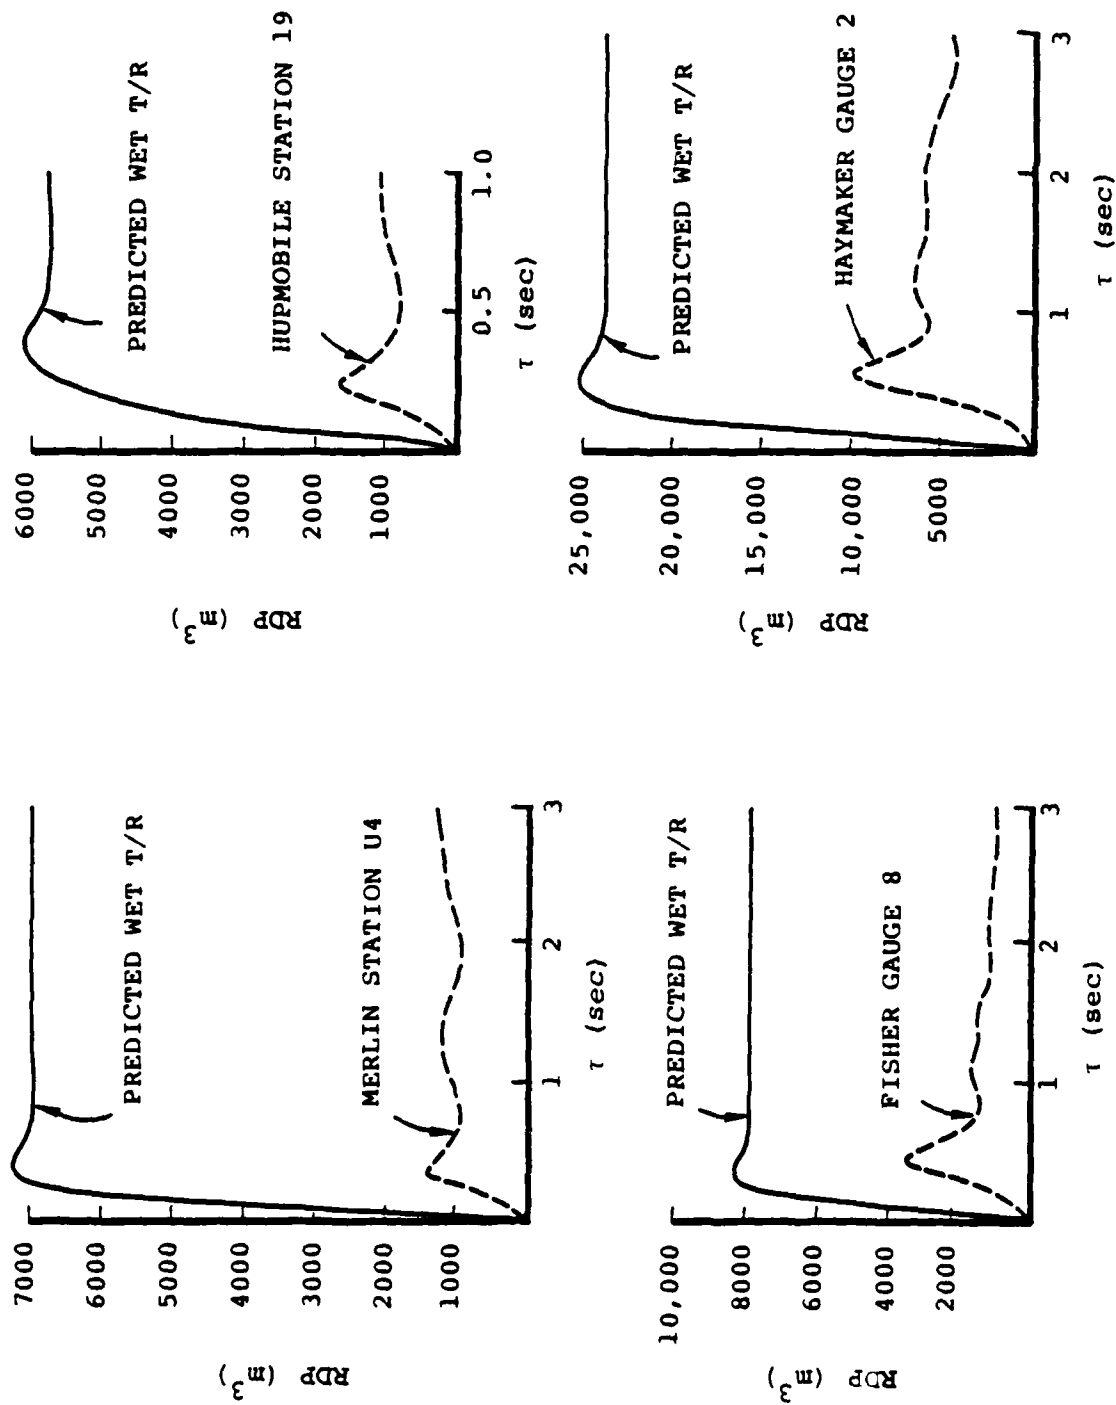 7000
6000
5000
4000
3000
2000
1000
RDP (m³)
PREDICTED WET T/R
MERLIN STATION U4
1
2
3
τ (sec)
6000
5000
4000
3000
2000
1000
RDP (m³)
PREDICTED WET T/R
HUPMOBILE STATION 19
0.5
1.0
τ (sec)
10,000
8000
6000
4000
2000
RDP (m³)
PREDICTED WET T/R
FISHER GAUGE 8
1
2
3
τ (sec)
25,000
20,000
15,000
10,000
5000
RDP (m³)
PREDICTED WET T/R
HAYMAKER GAUGE 2
1
2
3
τ (sec)